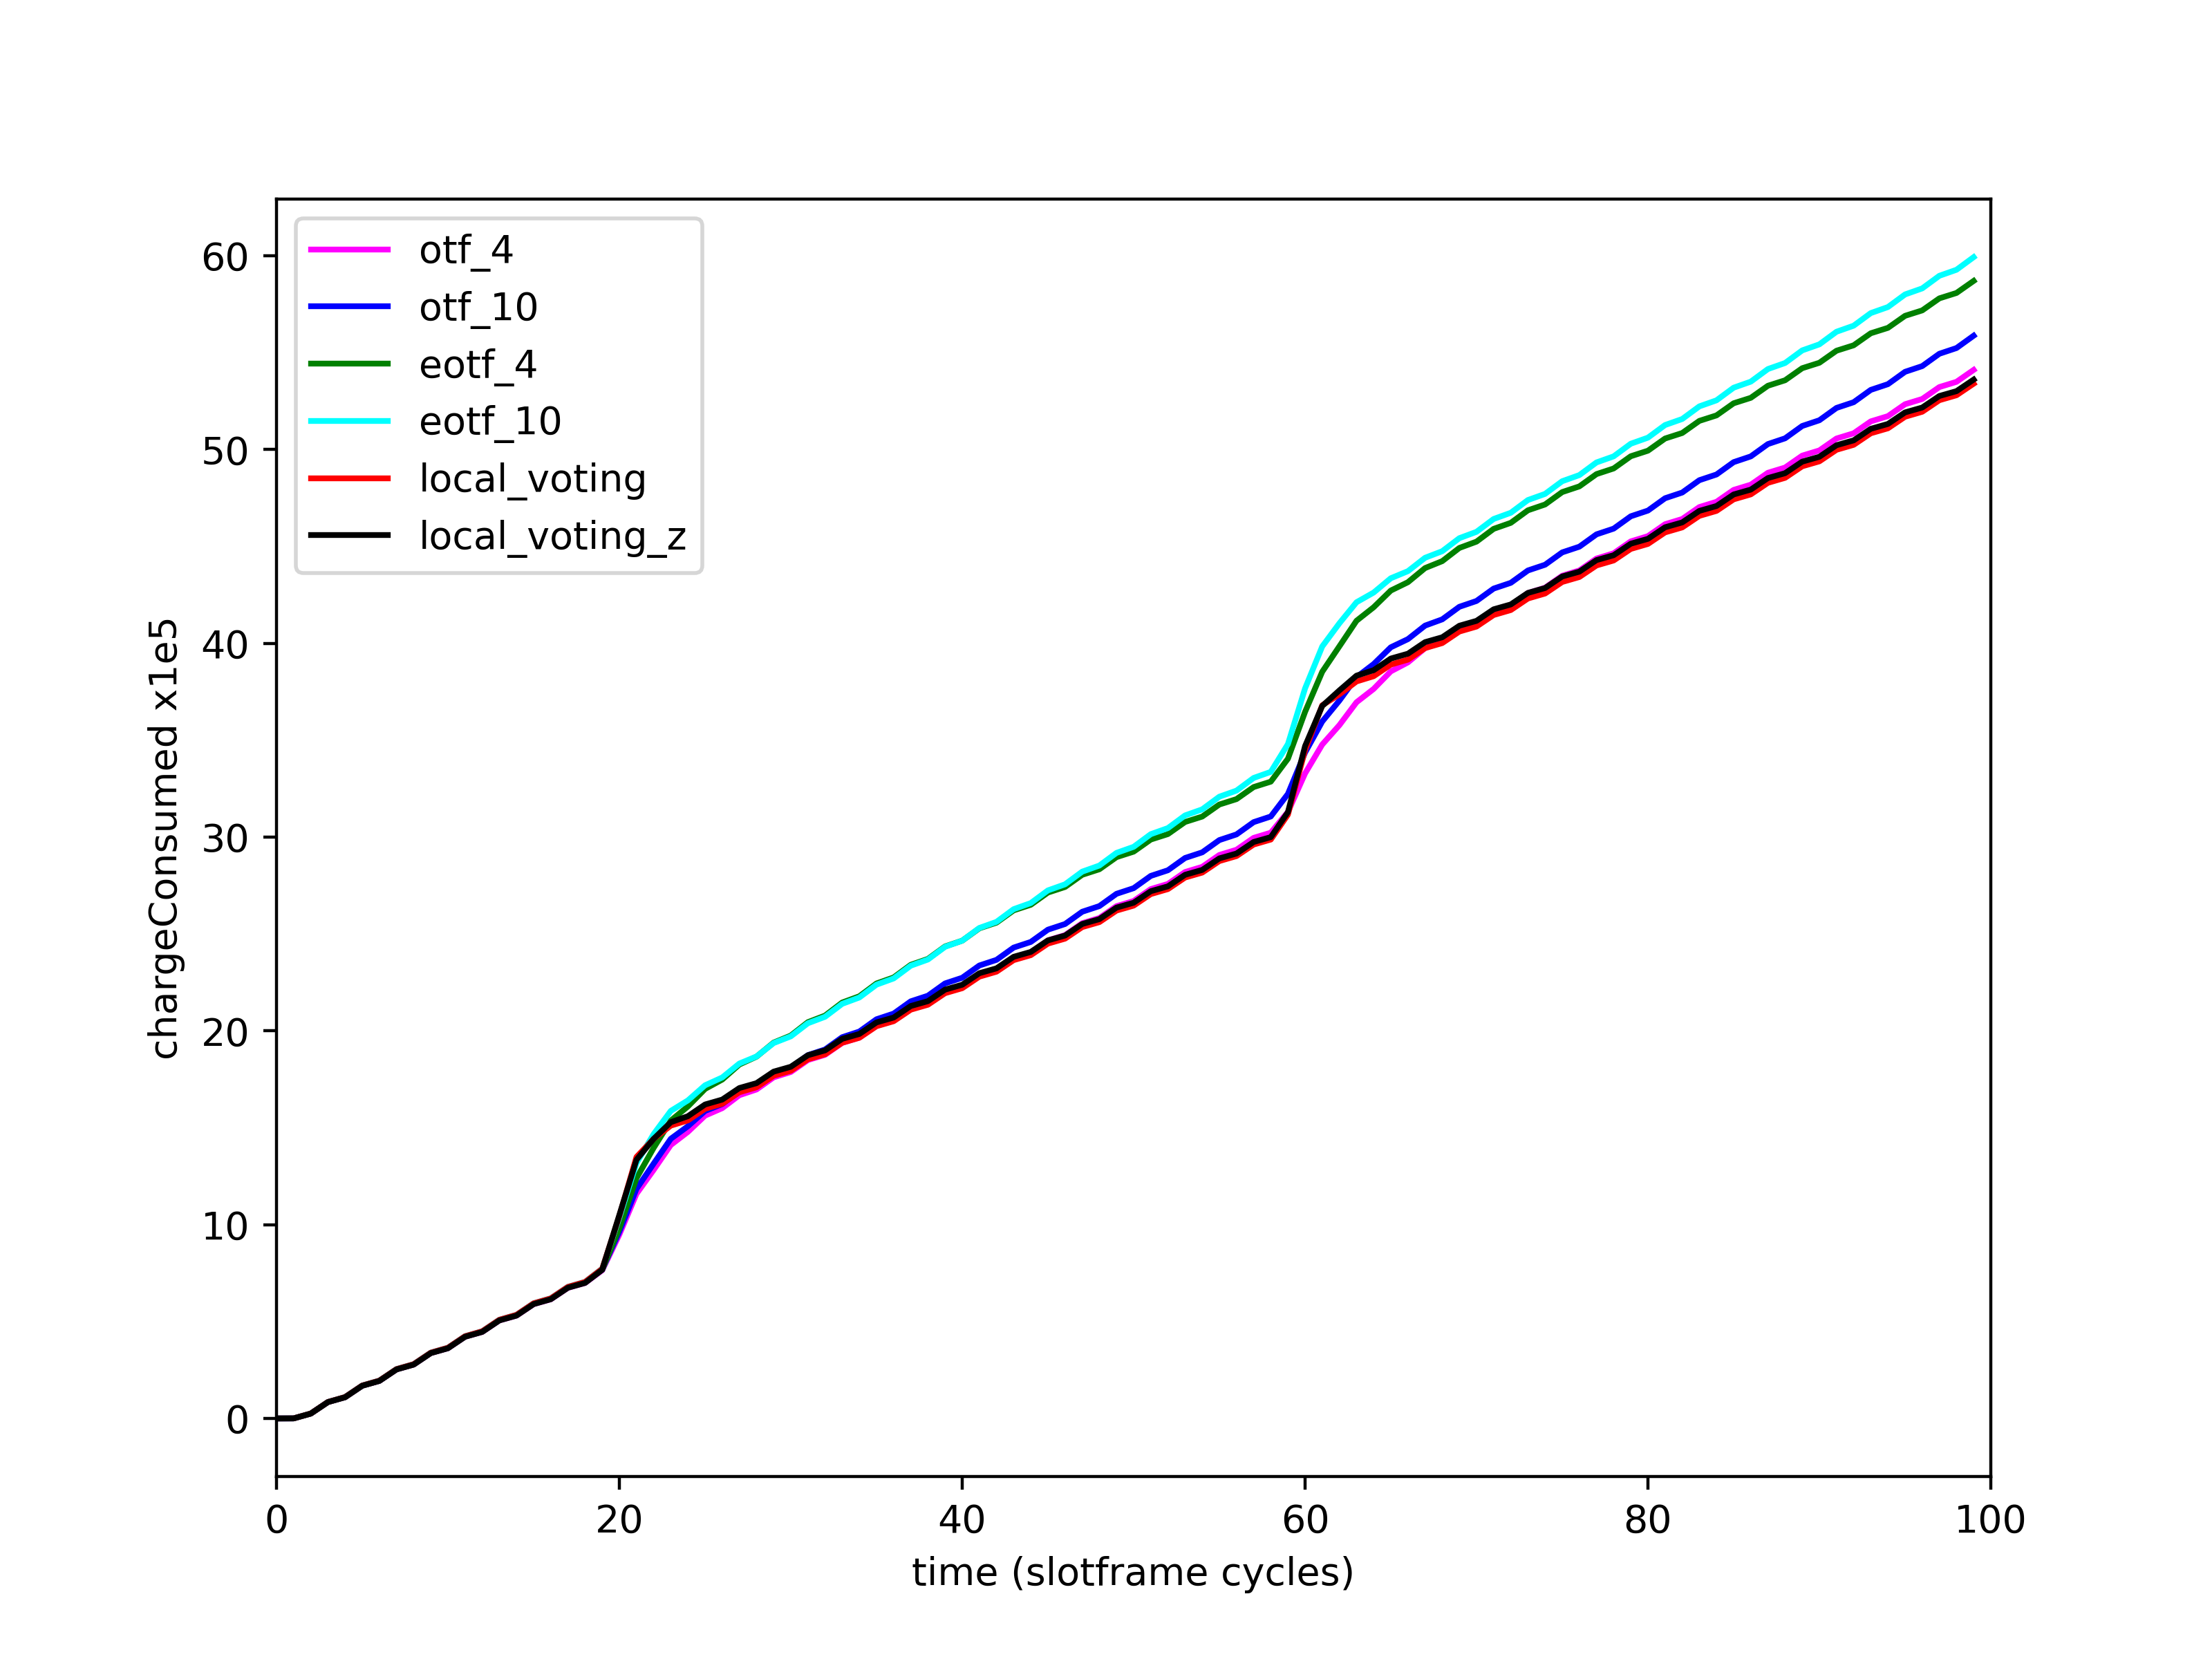 otf_4
otf_10
eotf_4
eotf_10
local_voting
local_voting_z
chargeConsumed x1e5
60
50
40
30
20
10
0
0 20 40 60 80 100
time (slotframe cycles)